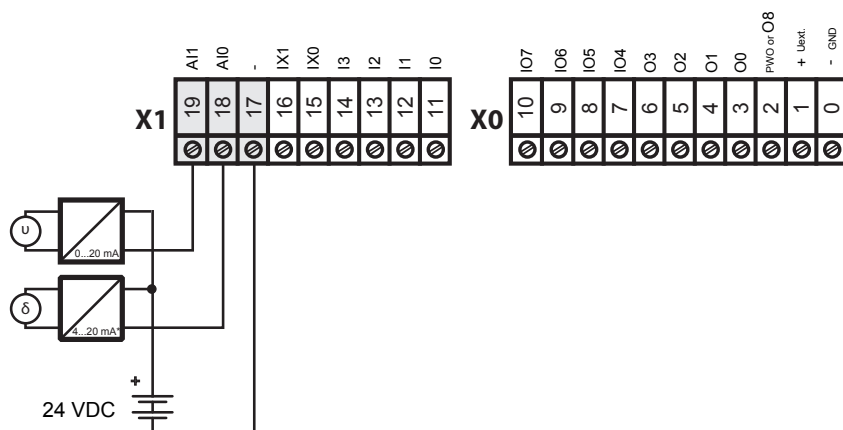 AI1 AI0 - IX1 IX0 I3 I2 I1 I0
X1 19 18 17 16 15 14 13 12 11
IO7 IO6 IO5 IO4 O3 O2 O1 O0 PWO or O8 + Uext. - GND
X0 10 9 8 7 6 5 4 3 2 1 0
υ
0...20 mA
δ
4...20 mA*
+
24 VDC